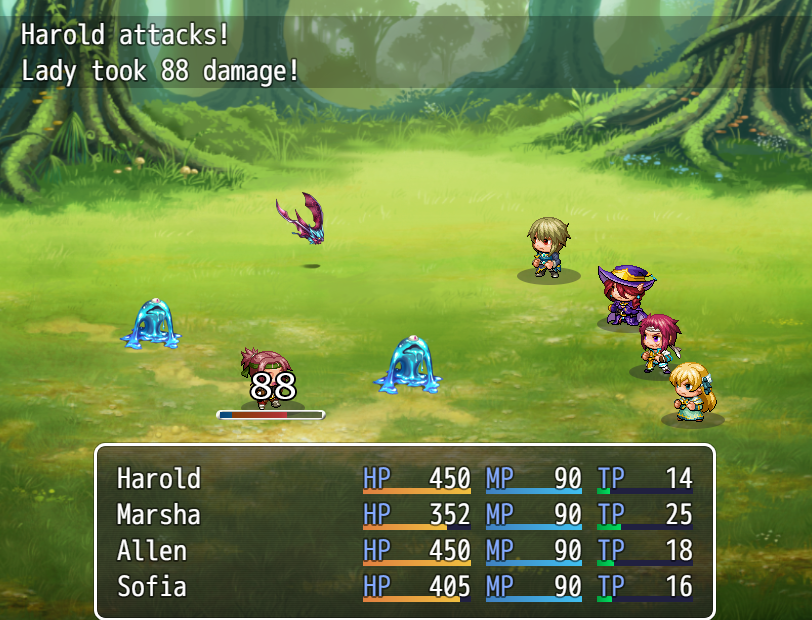 Harold attacks!
Lady took 88 damage!
88
Harold HP 450 MP 90 TP 14
Marsha HP 352 MP 90 TP 25
Allen HP 450 MP 90 TP 18
Sofia HP 405 MP 90 TP 16